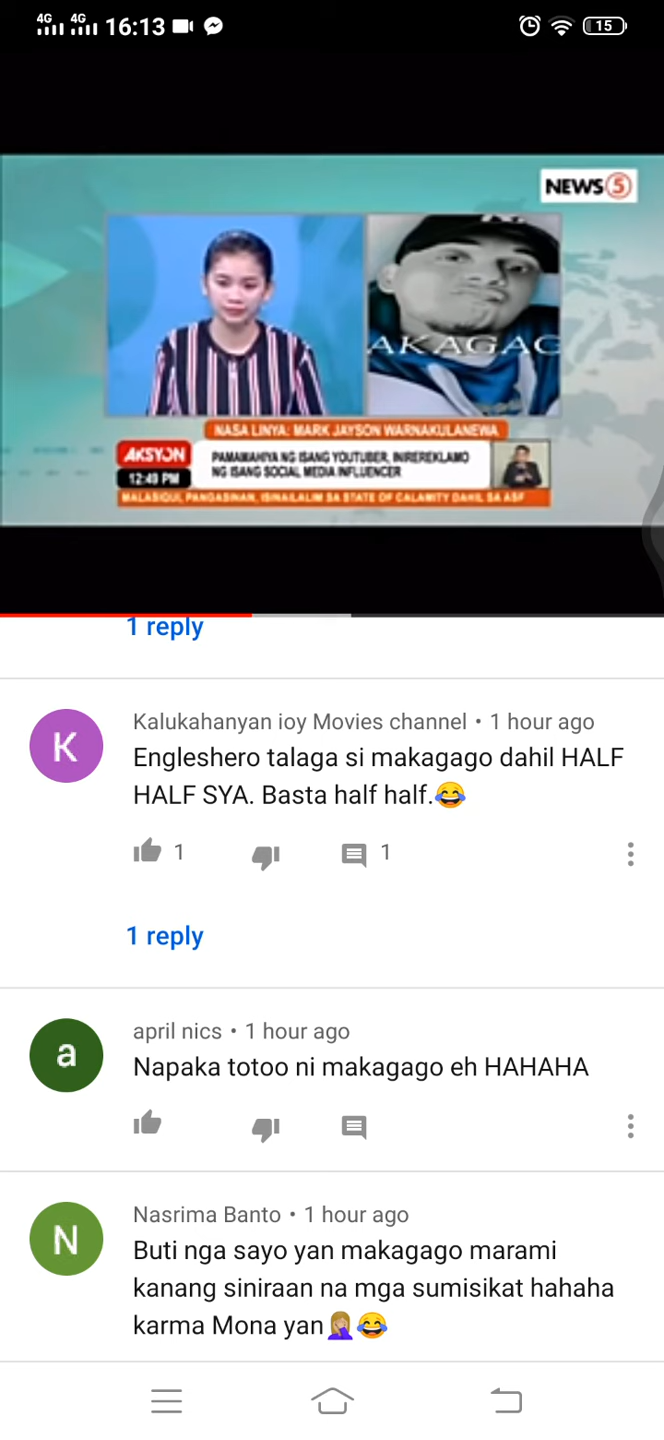 4G 4G 16:13 15
NEWS5
AKAGAG
NASA LINYA: MARK JAYSON WARNAKULANEWA
AKSYON
12:49 PM
PAMAMAHIYA NG ISANG YOUTUBER, INIREREKLAMO
NG ISANG SOCIAL MEDIA INFLUENCER
MALASIQUI, PANGASINAN, ISINAILALIM SA STATE OF CALAMITY DAHIL SA ASF
1 reply
K
Kalukahanyan ioy Movies channel • 1 hour ago
Engleshero talaga si makagago dahil HALF
HALF SYA. Basta half half.😂
1 1
1 reply
a
april nics • 1 hour ago
Napaka totoo ni makagago eh HAHAHA
N
Nasrima Banto • 1 hour ago
Buti nga sayo yan makagago marami
kanang siniraan na mga sumisikat hahaha
karma Mona yan🤦🏼‍♀️😂